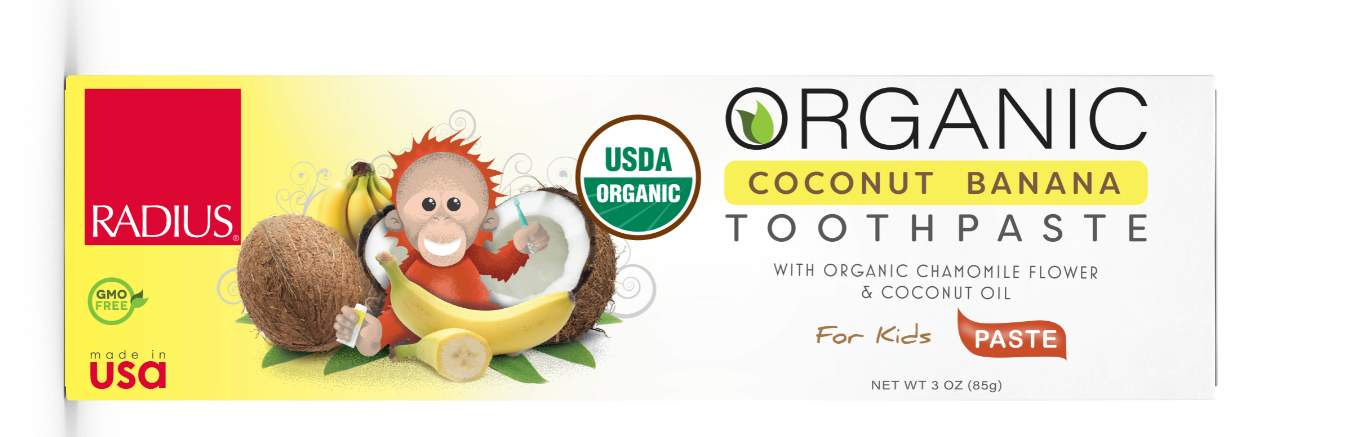 RADIUS®
GMO
FREE
made in
usa
USDA
ORGANIC
ORGANIC
COCONUT BANANA
TOOTHPASTE
WITH ORGANIC CHAMOMILE FLOWER
& COCONUT OIL
For Kids
PASTE
NET WT 3 OZ (85g)